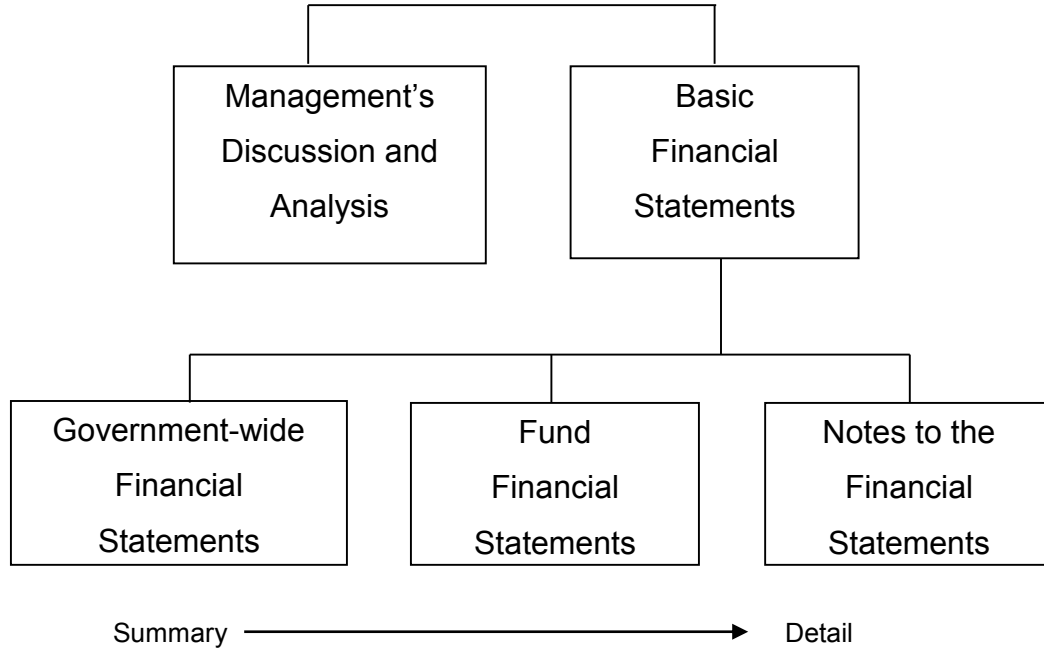 Management’s
Discussion and
Analysis
Basic
Financial
Statements
Government-wide
Financial
Statements
Fund
Financial
Statements
Notes to the
Financial
Statements
Summary
Detail